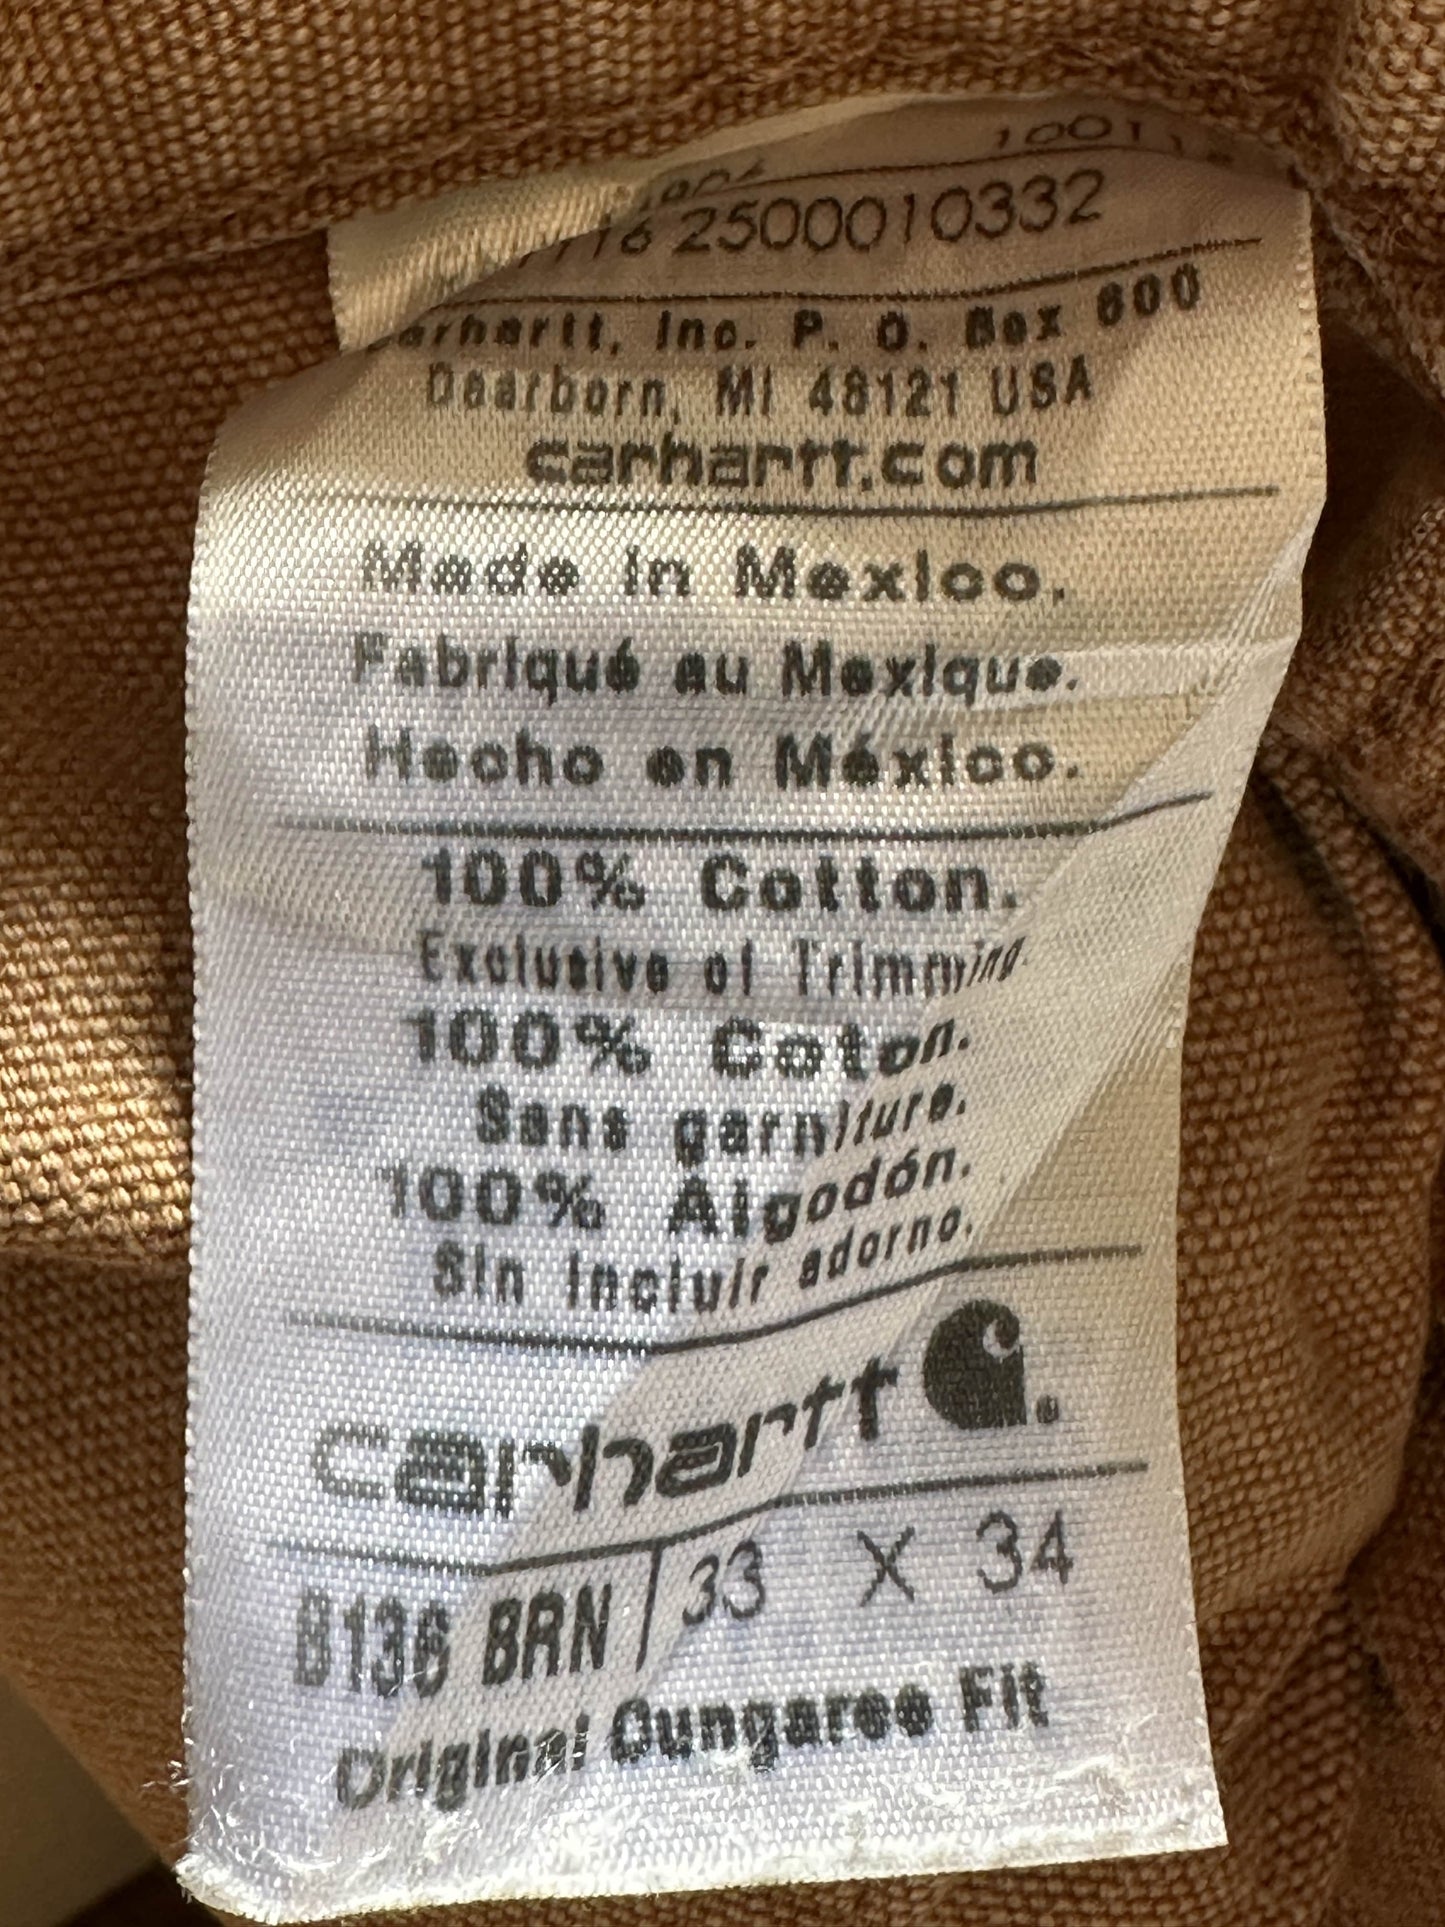 2500010332
Carhartt, Inc. P. O. Box 600
Dearborn, MI 48121 USA
carhartt.com
Made in Mexico.
Fabriqué au Mexique.
Hecho en México.
100% Cotton.
Exclusive of Trimming.
100% Coton.
Sans garniture.
100% Algodón.
Sin incluir adorno.
carhartt
B136 BRN 33 X 34
Original Dungaree Fit